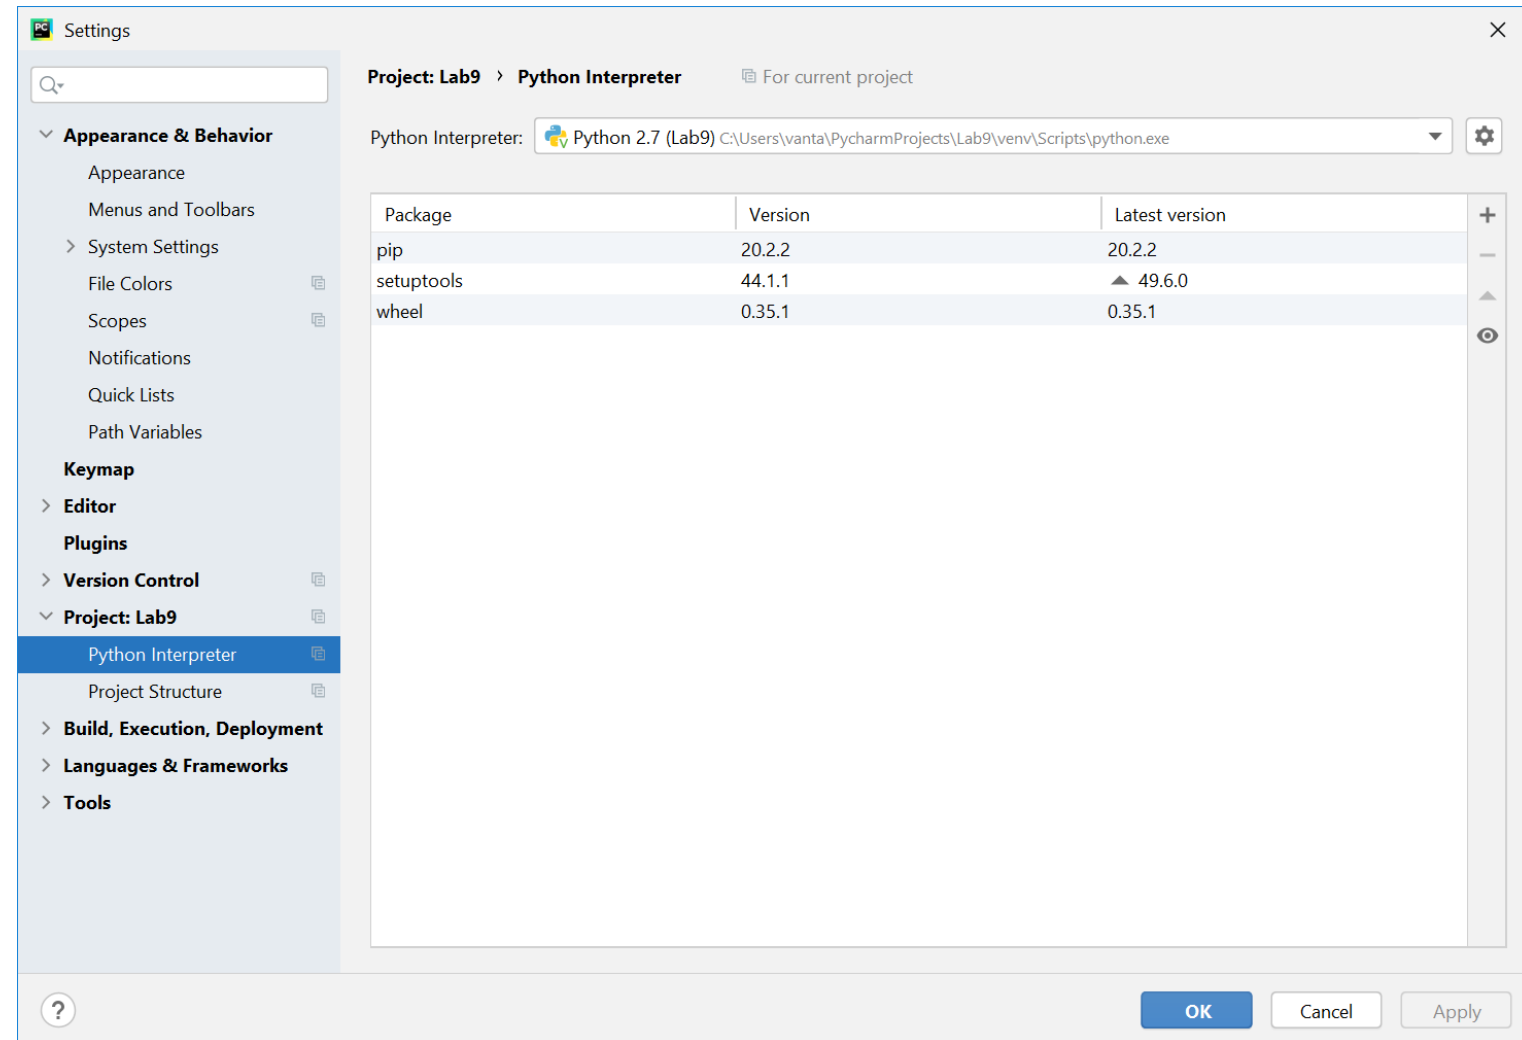 PC
Settings
Appearance & Behavior
Appearance
Menus and Toolbars
System Settings
File Colors
Scopes
Notifications
Quick Lists
Path Variables
Keymap
Editor
Plugins
Version Control
Project: Lab9
Python Interpreter
Project Structure
Build, Execution, Deployment
Languages & Frameworks
Tools
Project: Lab9 › Python Interpreter For current project
Python Interpreter: Python 2.7 (Lab9) C:\Users\vanta\PycharmProjects\Lab9\venv\Scripts\python.exe
Package Version Latest version
pip 20.2.2 20.2.2
setuptools 44.1.1 ▲ 49.6.0
wheel 0.35.1 0.35.1
? OK Cancel Apply